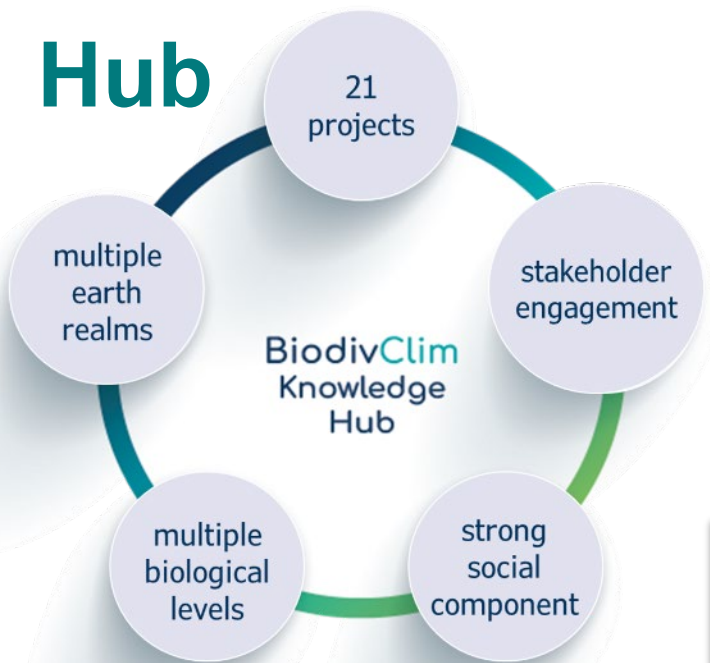 Hub
21
projects
stakeholder
engagement
strong
social
component
multiple
biological
levels
multiple
earth
realms
BiodivClim
Knowledge
Hub